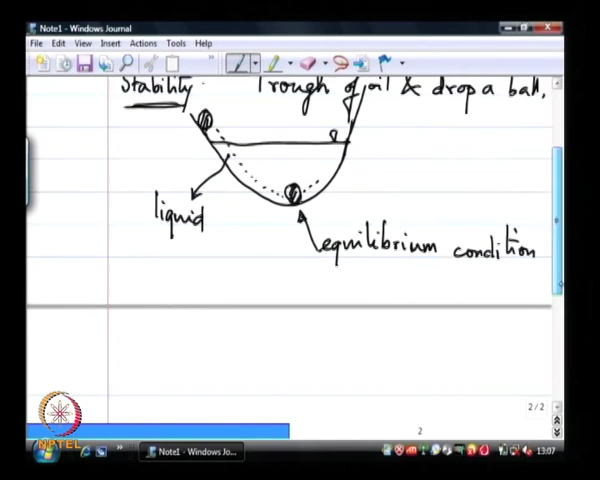 Note1 - Windows Journal
File Edit View Insert Actions Tools Help
Stability. Trough of oil & drop a ball.
liquid
equilibrium condition
2 / 2
2
NPTEL
Note1 - Windows Jo...
13:07